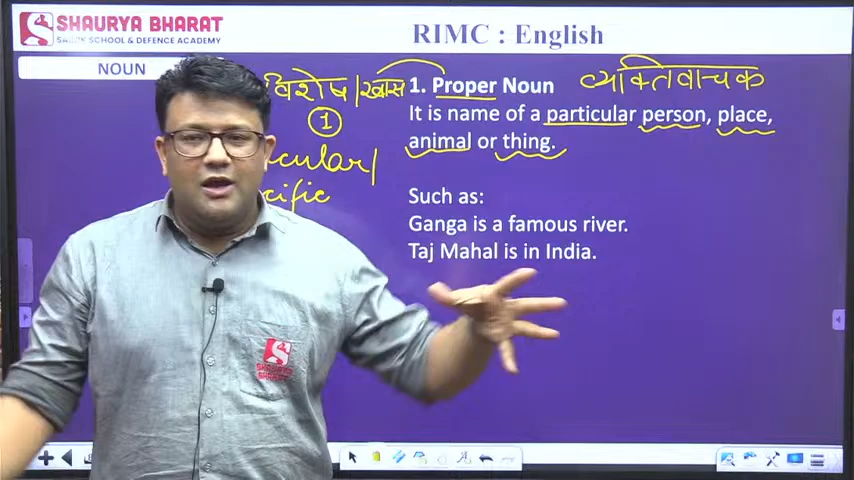 SHAURYA BHARAT
SAINIK SCHOOL & DEFENCE ACADEMY
RIMC : English
NOUN
विशेष / खास
1
1. Proper Noun
व्यक्तिवाचक
It is name of a particular person, place,
animal or thing.
Such as:
Ganga is a famous river.
Taj Mahal is in India.
SHAURYA BHARAT